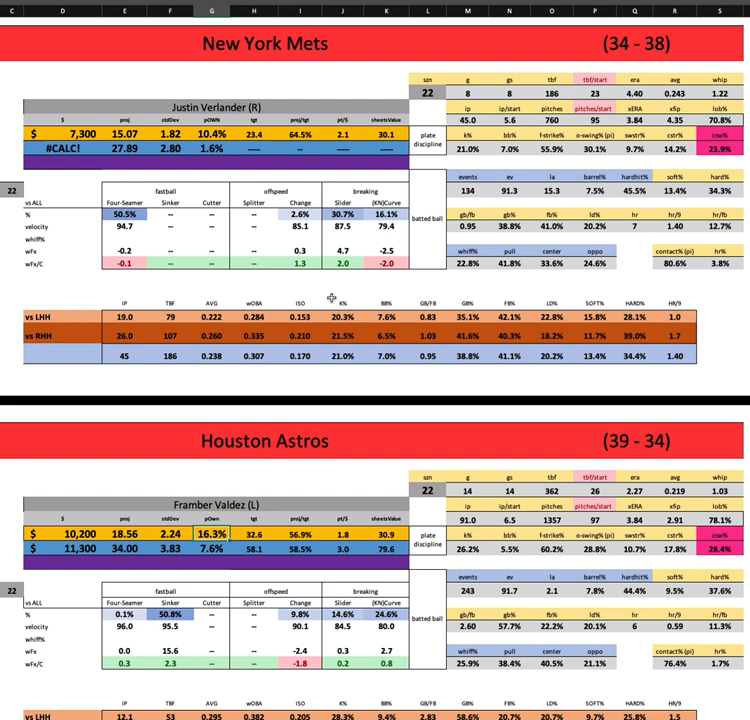 C D E F G H I J K L M N O P Q R S
New York Mets (34 - 38)
szn g gs tbf tbf/start era avg whip
22 8 8 186 23 4.40 0.243 1.22
Justin Verlander (R) ip ip/start pitches pitches/start xERA xfip lob%
$ proj stdDev pOWN tgt proj/tgt pt/$ sheetsValue 45.0 5.6 760 95 3.84 4.35 70.8%
$ 7,300 15.07 1.82 10.4% 23.4 64.5% 2.1 30.1 plate discipline k% bb% f-strike% o-swing% (pi) swstr% cstr% csw%
#CALC! 27.89 2.80 1.6% ---- --- ----- ---- 21.0% 7.0% 55.9% 30.1% 9.7% 14.2% 23.9%
events ev la barrel% hardhit% soft% hard%
22 fastball offspeed breaking 134 91.3 15.3 7.5% 45.5% 13.4% 34.3%
vs ALL Four-Seamer Sinker Cutter Splitter Change Slider (KN)Curve
% 50.5% -- -- -- 2.6% 30.7% 16.1% batted ball gb/fb gb% fb% ld% hr hr/9 hr/fb
velocity 94.7 85.1 87.5 79.4 0.95 38.8% 41.0% 20.2% 7 1.40 12.7%
whiff%
wFx -0.2 0.3 4.7 -2.5 whiff% pull center oppo contact% (pi) hr%
wFx/C -0.1 -- -- -- 1.3 2.0 -2.0 22.8% 41.8% 33.6% 24.6% 80.6% 3.8%
IP TBF AVG wOBA ISO K% BB% GB/FB GB% FB% LD% SOFT% HARD% HR/9
vs LHH 19.0 79 0.222 0.284 0.153 20.3% 7.6% 0.83 35.1% 42.1% 22.8% 15.8% 28.1% 1.0
vs RHH 26.0 107 0.260 0.335 0.210 21.5% 6.5% 1.03 41.6% 40.3% 18.2% 11.7% 39.0% 1.7
45 186 0.238 0.307 0.170 21.0% 7.0% 0.95 38.8% 41.1% 20.2% 13.4% 34.4% 1.40
Houston Astros (39 - 34)
szn g gs tbf tbf/start era avg whip
22 14 14 362 26 2.27 0.219 1.03
Framber Valdez (L) ip ip/start pitches pitches/start xERA xfip lob%
$ proj stdDev pOwn tgt proj/tgt pt/$ sheetsValue 91.0 6.5 1357 97 3.84 2.91 78.1%
$ 10,200 18.56 2.24 16.3% 32.6 56.9% 1.8 30.9 plate discipline k% bb% f-strike% o-swing% (pi) swstr% cstr% csw%
$ 11,300 34.00 3.83 7.6% 58.1 58.5% 3.0 79.6 26.2% 5.5% 60.2% 28.8% 10.7% 17.8% 28.4%
events ev la barrel% hardhit% soft% hard%
22 fastball offspeed breaking 243 91.7 2.1 7.8% 44.4% 9.5% 37.6%
vs ALL Four-Seamer Sinker Cutter Splitter Change Slider (KN)Curve
% 0.1% 50.8% -- -- 9.8% 14.6% 24.6% batted ball gb/fb gb% fb% ld% hr hr/9 hr/fb
velocity 96.0 95.5 -- -- 90.1 84.5 80.0 2.60 57.7% 22.2% 20.1% 6 0.59 11.3%
whiff%
wFx 0.0 15.6 -2.4 0.3 2.7 whiff% pull center oppo contact% (pi) hr%
wFx/C 0.3 2.3 -- -- -1.8 0.2 0.8 25.9% 38.4% 40.5% 21.1% 76.4% 1.7%
IP TBF AVG wOBA ISO K% BB% GB/FB GB% FB% LD% SOFT% HARD% HR/9
vs LHH 12.1 53 0.295 0.382 0.205 28.3% 9.4% 2.83 58.6% 20.7% 20.7% 9.7% 25.8% 1.5